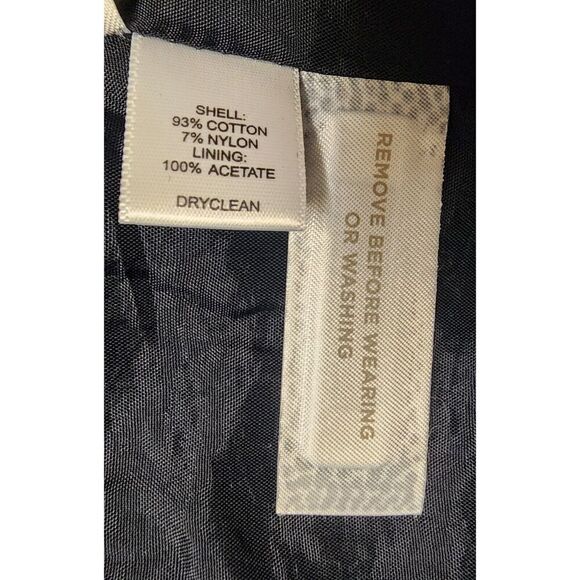 SHELL:
93% COTTON
7% NYLON
LINING:
100% ACETATE
DRYCLEAN
REMOVE BEFORE WEARING
OR WASHING